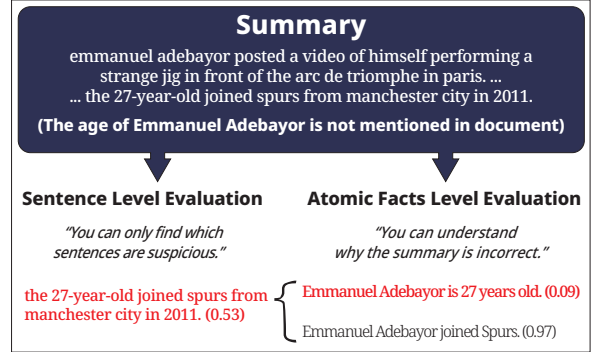 Summary
emmanuel adebayor posted a video of himself performing a
strange jig in front of the arc de triomphe in paris. ...
... the 27-year-old joined spurs from manchester city in 2011.
(The age of Emmanuel Adebayor is not mentioned in document)
Sentence Level Evaluation
“You can only find which
sentences are suspicious.”
the 27-year-old joined spurs from
manchester city in 2011. (0.53)
Atomic Facts Level Evaluation
“You can understand
why the summary is incorrect.”
Emmanuel Adebayor is 27 years old. (0.09)
Emmanuel Adebayor joined Spurs. (0.97)